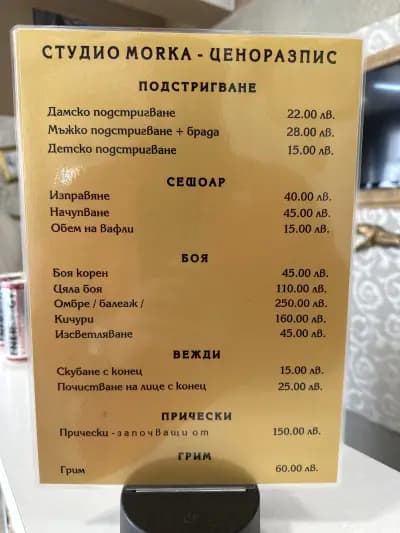 СТУДИО MORKA - ЦЕНОРАЗПИС
ПОДСТРИГВАНЕ
Дамско подстригване 22.00 лв.
Мъжко подстригване + брада 28.00 лв.
Детско подстригване 15.00 лв.
СЕШОАР
Изправяне 40.00 лв.
Начупване 45.00 лв.
Обем на вафли 15.00 лв.
БОЯ
Боя корен 45.00 лв.
Цяла боя 110.00 лв.
Омбре / балеаж / 250.00 лв.
Кичури 160.00 лв.
Изсветляване 45.00 лв.
ВЕЖДИ
Скубане с конец 15.00 лв.
Почистване на лице с конец 25.00 лв.
ПРИЧЕСКИ
Прически - започващи от 150.00 лв.
ГРИМ
Грим 60.00 лв.